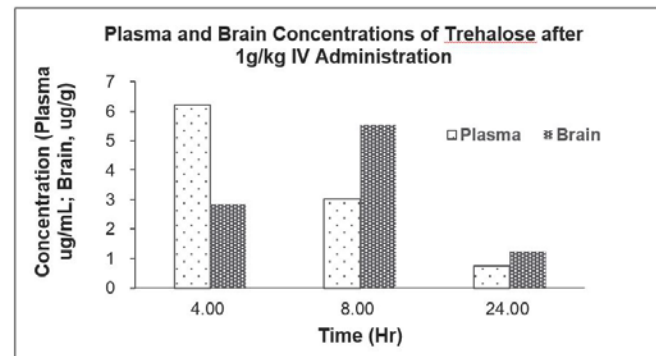 Plasma and Brain Concentrations of Trehalose after
1g/kg IV Administration
Concentration (Plasma
ug/mL; Brain, ug/g)
7
6
5
4
3
2
1
0
Plasma Brain
4.00 8.00 24.00
Time (Hr)